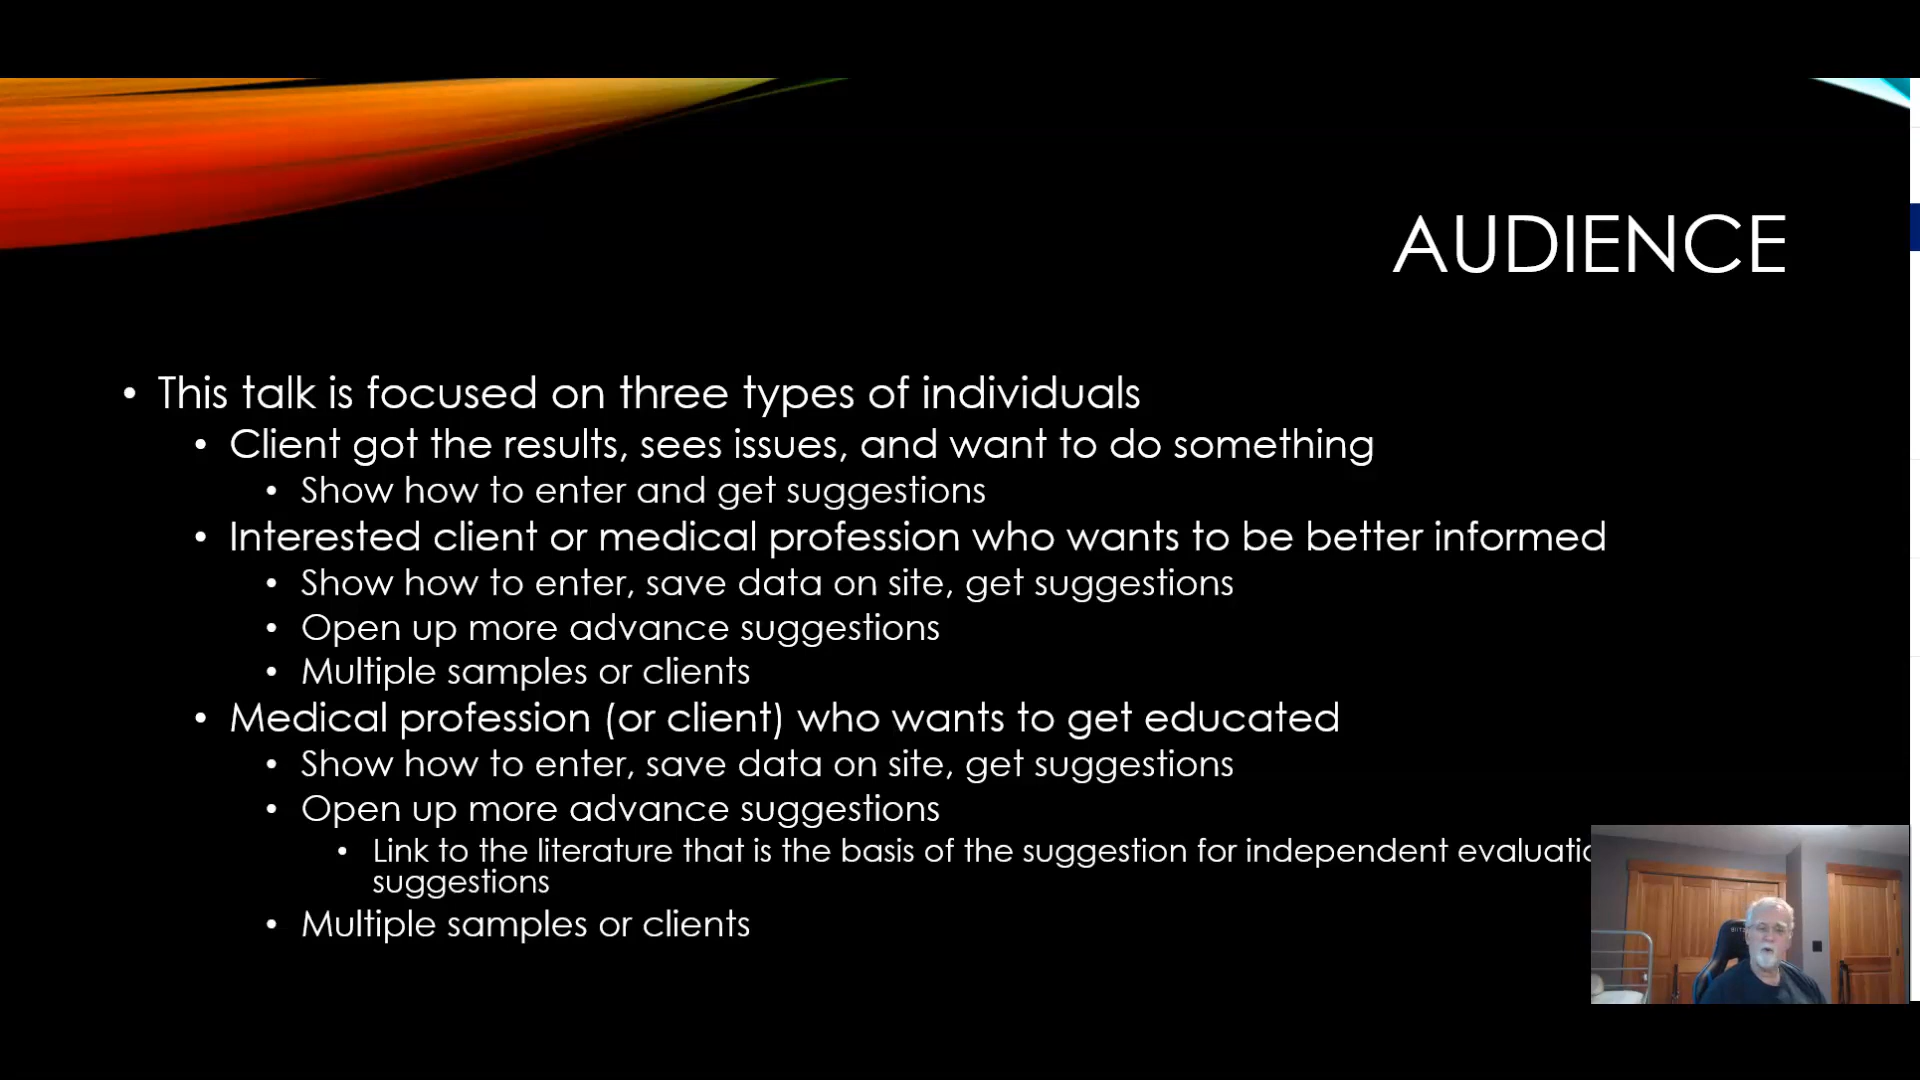 AUDIENCE
• This talk is focused on three types of individuals
• Client got the results, sees issues, and want to do something
• Show how to enter and get suggestions
• Interested client or medical profession who wants to be better informed
• Show how to enter, save data on site, get suggestions
• Open up more advance suggestions
• Multiple samples or clients
• Medical profession (or client) who wants to get educated
• Show how to enter, save data on site, get suggestions
• Open up more advance suggestions
• Link to the literature that is the basis of the suggestion for independent
suggestions
• Multiple samples or clients